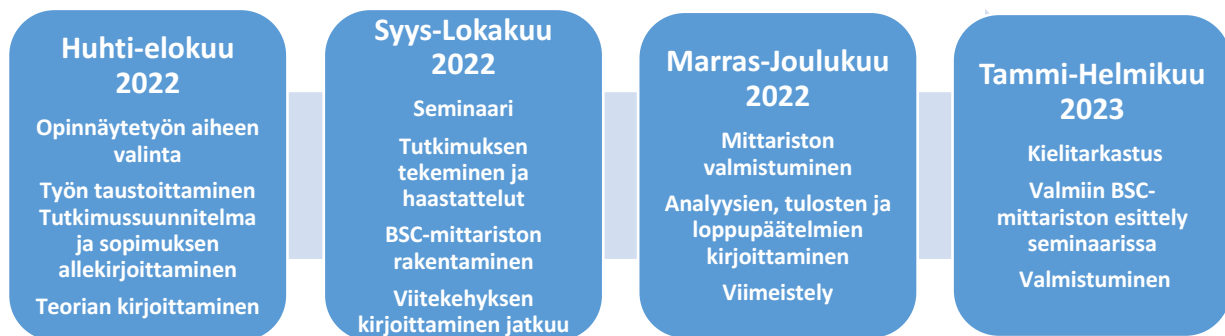 Huhti-elokuu
2022
Opinnäytetyön aiheen
valinta
Työn taustoittaminen
Tutkimussuunnitelma
ja sopimuksen
allekirjoittaminen
Teorian kirjoittaminen
Syys-Lokakuu
2022
Seminaari
Tutkimuksen
tekeminen ja
haastattelut
BSC-mittariston
rakentaminen
Viitekehyksen
kirjoittaminen jatkuu
Marras-Joulukuu
2022
Mittariston
valmistuminen
Analyysien, tulosten ja
loppupäätelmien
kirjoittaminen
Viimeistely
Tammi-Helmikuu
2023
Kielitarkastus
Valmiin BSC-
mittariston esittely
seminaarissa
Valmistuminen